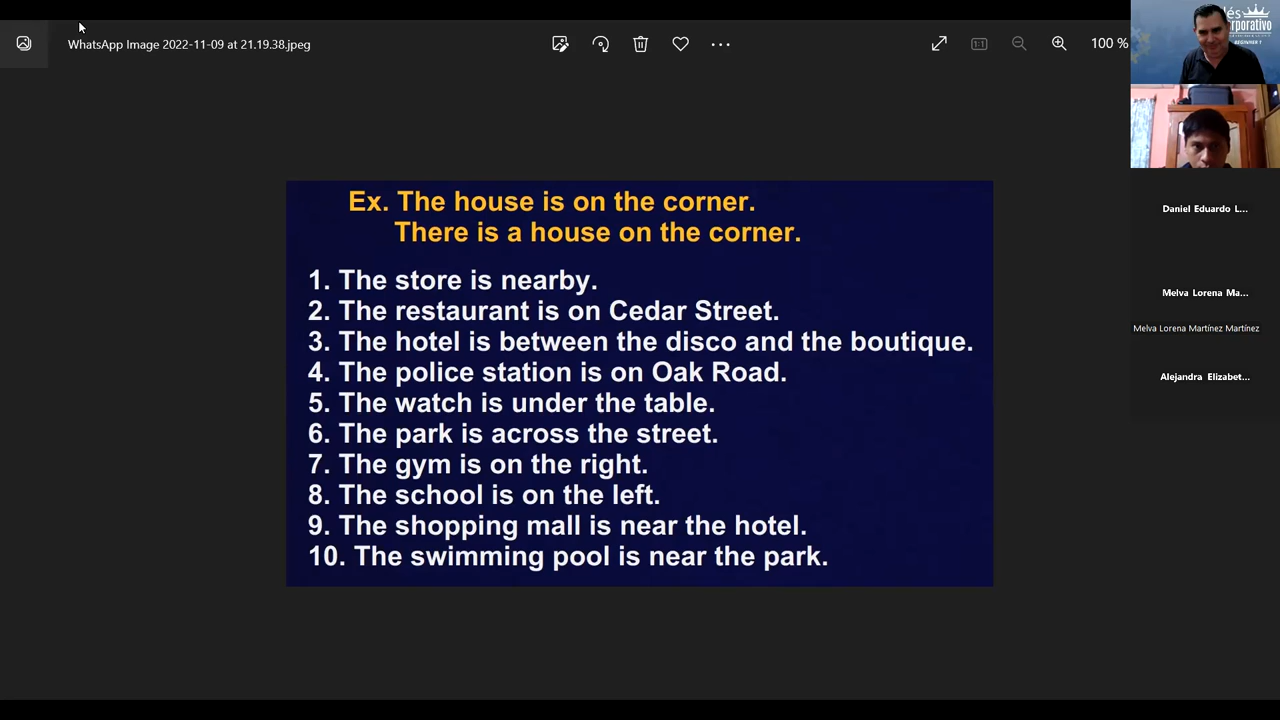 WhatsApp Image 2022-11-09 at 21.19.38.jpeg
100 %
Ex. The house is on the corner.
There is a house on the corner.
1. The store is nearby.
2. The restaurant is on Cedar Street.
3. The hotel is between the disco and the boutique.
4. The police station is on Oak Road.
5. The watch is under the table.
6. The park is across the street.
7. The gym is on the right.
8. The school is on the left.
9. The shopping mall is near the hotel.
10. The swimming pool is near the park.
BEGINNER 1
Daniel Eduardo L...
Melva Lorena Ma...
Melva Lorena Martínez Martínez
Alejandra Elizabet...